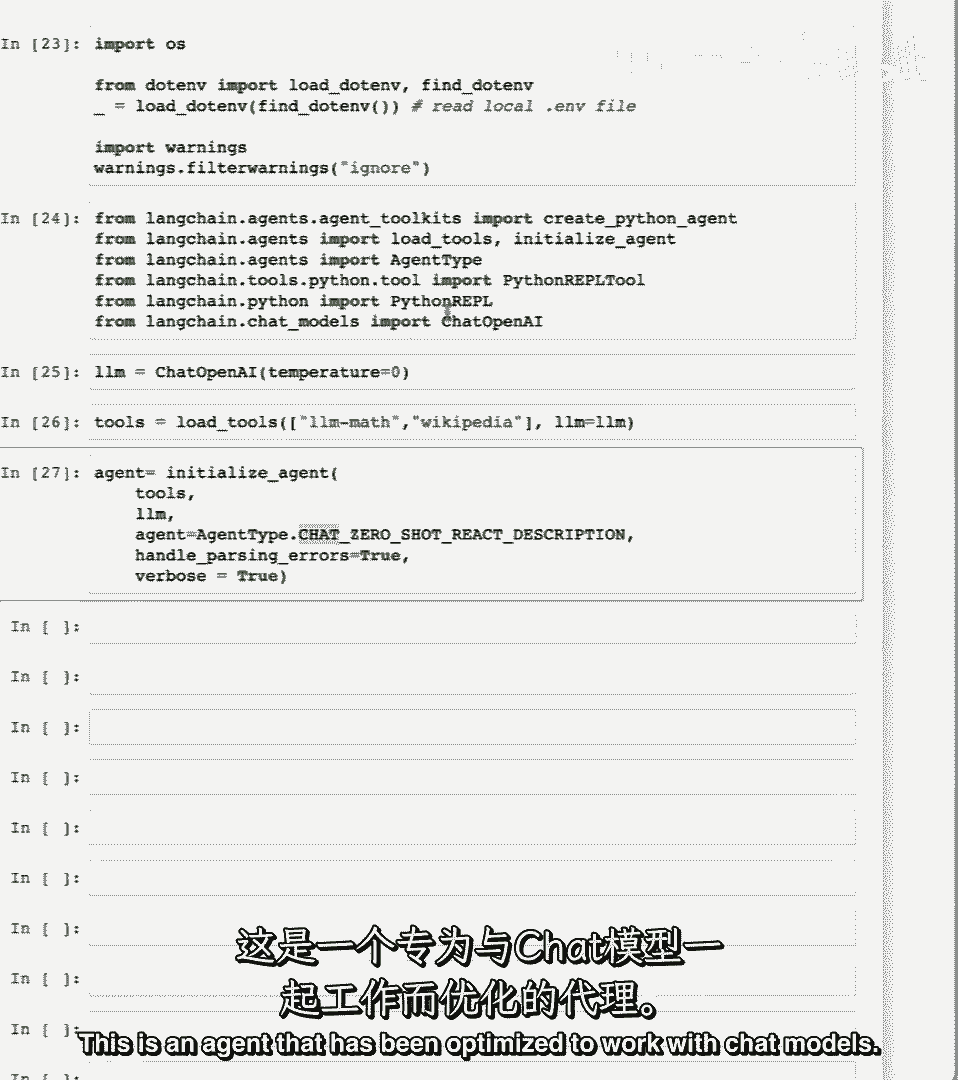 In [23]: import os
from dotenv import load_dotenv, find_dotenv
_ = load_dotenv(find_dotenv()) # read local .env file
import warnings
warnings.filterwarnings("ignore")
In [24]: from langchain.agents.agent_toolkits import create_python_agent
from langchain.agents import load_tools, initialize_agent
from langchain.agents import AgentType
from langchain.tools.python.tool import PythonREPLTool
from langchain.python import PythonREPL
from langchain.chat_models import ChatOpenAI
In [25]: llm = ChatOpenAI(temperature=0)
In [26]: tools = load_tools(["llm-math","wikipedia"], llm=llm)
In [27]: agent= initialize_agent(
tools,
llm,
agent=AgentType.CHAT_ZERO_SHOT_REACT_DESCRIPTION,
handle_parsing_errors=True,
verbose = True)
In [ ]:
In [ ]:
In [ ]:
In [ ]:
In [ ]:
In [ ]:
In [ ]:
In [ ]:
In [ ]:
In [ ]:
这是一个专为与Chat模型一
起工作而优化的代理。
This is an agent that has been optimized to work with chat models.